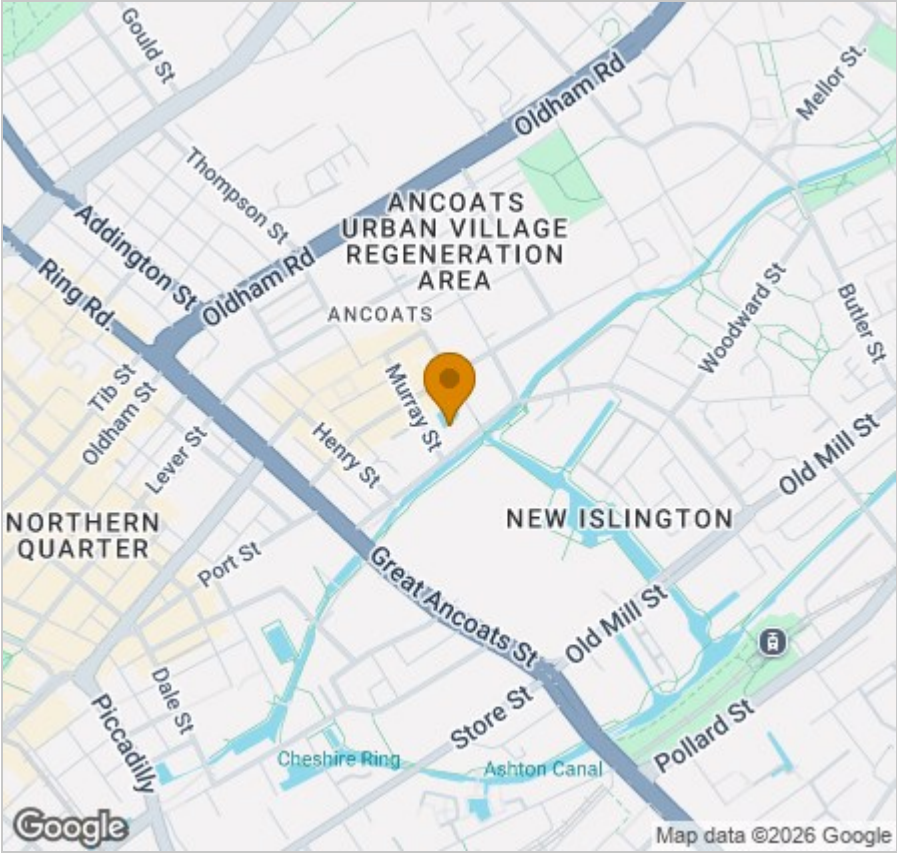 Gould St
Oldham Rd
Mellor St.
Thompson St
ANCOATS
URBAN VILLAGE
REGENERATION
AREA
Addington St
Oldham Rd
Ring Rd.
ANCOATS
Woodward St
Butler St
Tib St
Oldham St
Murray St
Lever St
Henry St
Old Mill St
NORTHERN
QUARTER
NEW ISLINGTON
Port St
Great Ancoats St
Old Mill St
Dale St
Piccadilly
Store St
Pollard St
Cheshire Ring
Ashton Canal
Google
Map data ©2026 Google